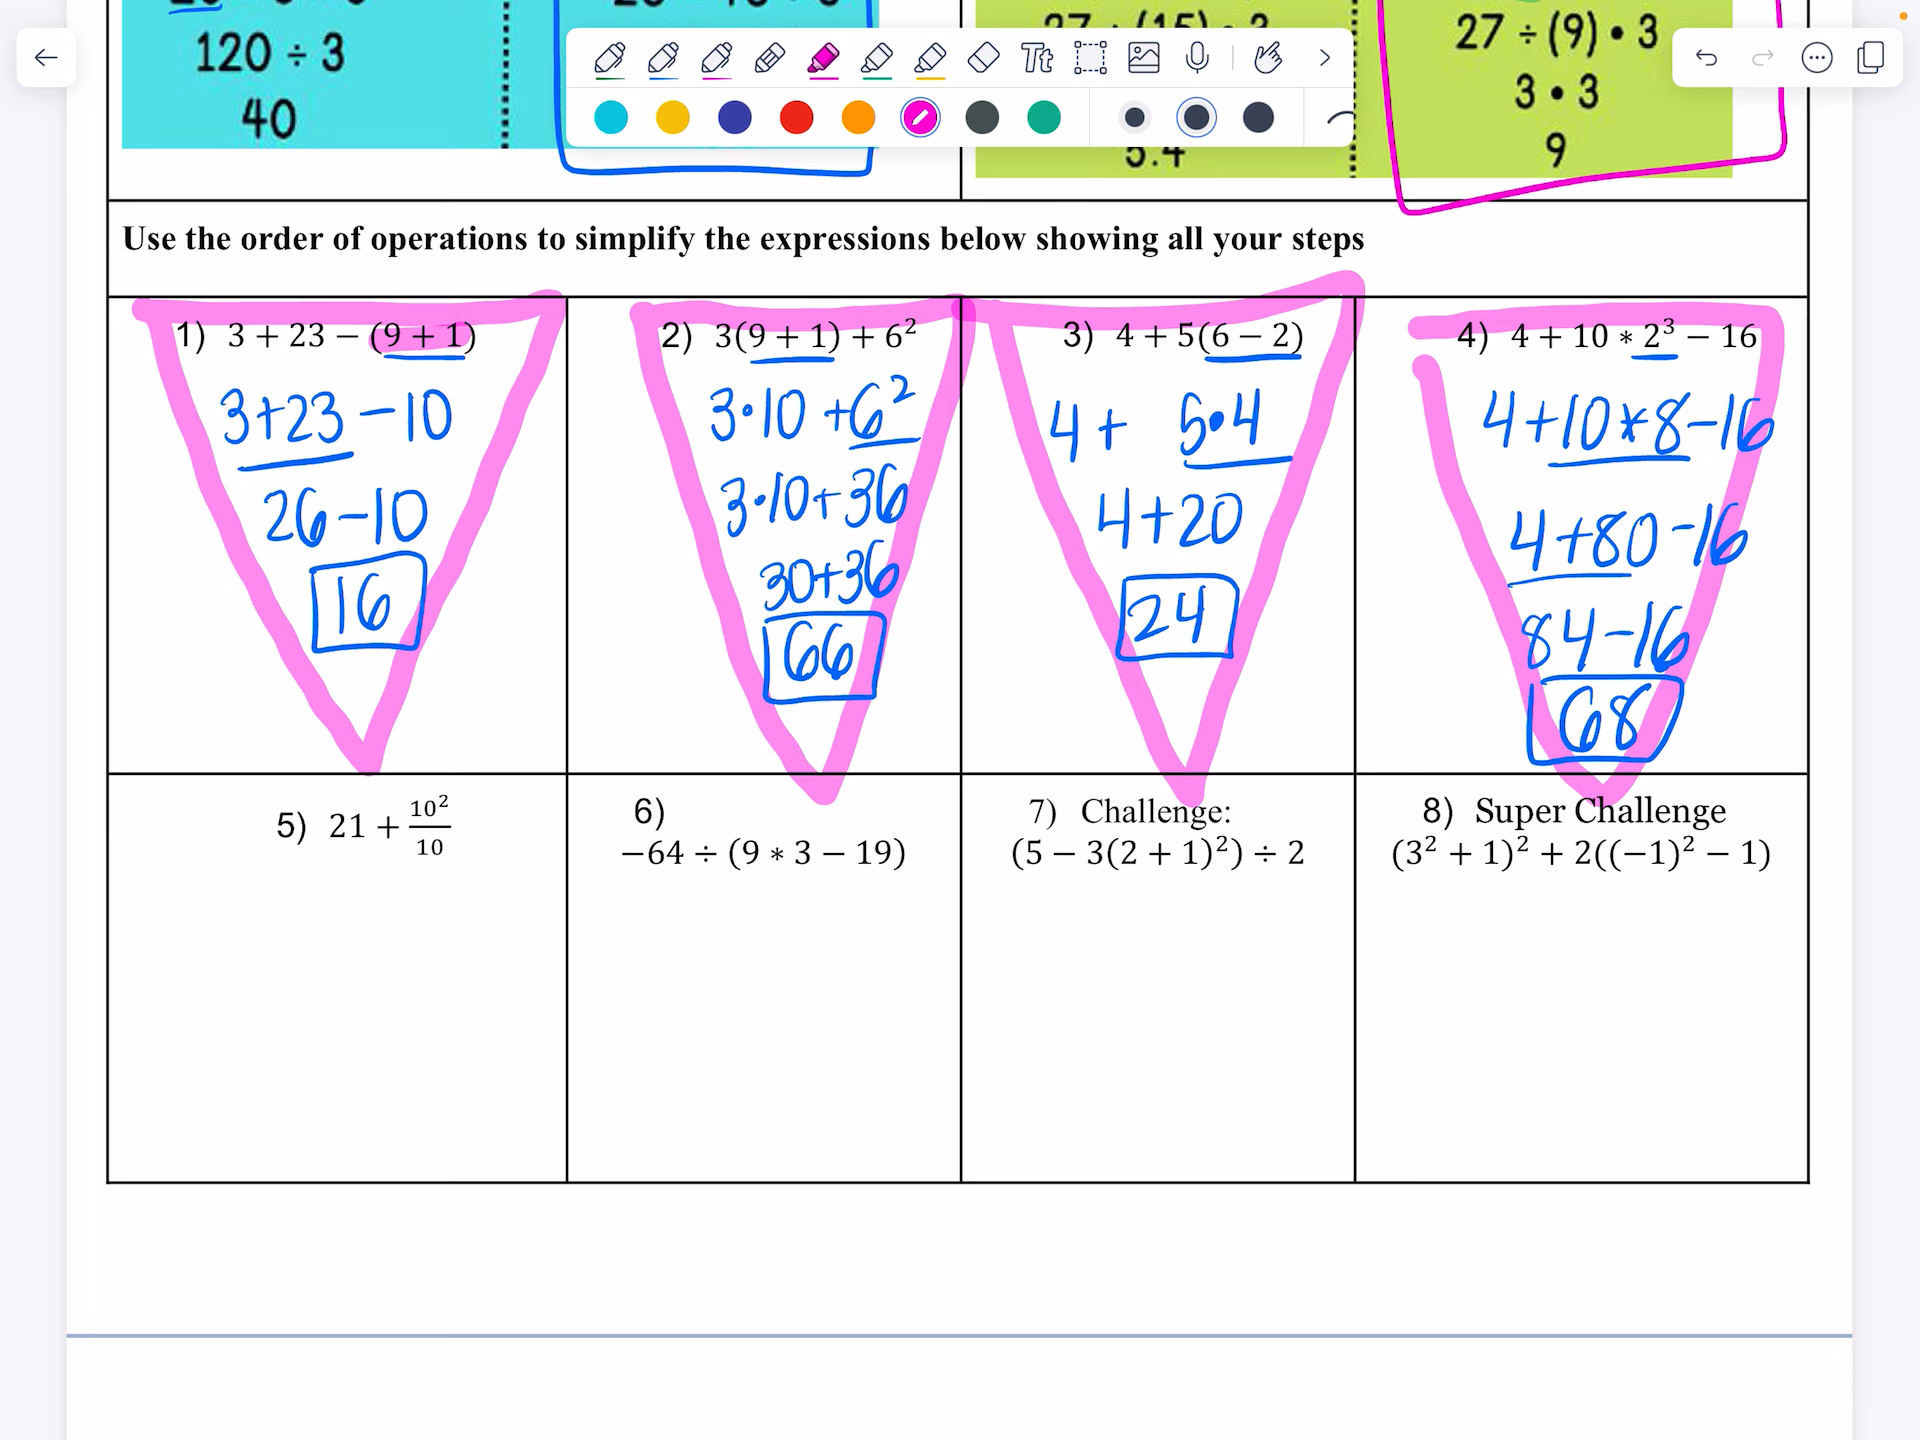 120 ÷ 3
40
27 ÷ (9) • 3
3 • 3
9
5.4
Tt
Use the order of operations to simplify the expressions below showing all your steps
1) 3 + 23 − (9 + 1)
3+23 −10
26−10
16
2) 3(9 + 1) + 6²
3•10 +6²
3•10+36
30+36
66
3) 4 + 5(6 − 2)
4+ 5•4
4+20
24
4) 4 + 10 ∗ 2³ − 16
4+10*8−16
4+80−16
84−16
68
5) 21 + 10²/10
6)
−64 ÷ (9 ∗ 3 − 19)
7) Challenge:
(5 − 3(2 + 1)²) ÷ 2
8) Super Challenge
(3² + 1)² + 2((−1)² − 1)